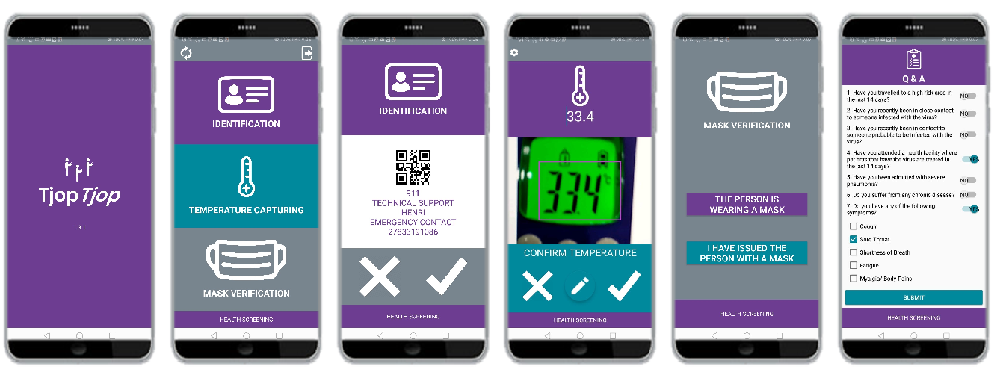 Tjop Tjop
1.3.1
IDENTIFICATION
TEMPERATURE CAPTURING
MASK VERIFICATION
HEALTH SCREENING
IDENTIFICATION
911
TECHNICAL SUPPORT
HENRI
EMERGENCY CONTACT
27833191086
HEALTH SCREENING
33.4
33.4
CONFIRM TEMPERATURE
HEALTH SCREENING
MASK VERIFICATION
THE PERSON IS
WEARING A MASK
I HAVE ISSUED THE
PERSON WITH A MASK
HEALTH SCREENING
Q & A
1. Have you travelled to a high risk area in
the last 14 days?
NO
2. Have you recently been in close contact
to someone infected with the virus?
NO
3. Have you recently been in contact to
someone probable to be infected with the
virus?
NO
4. Have you attended a health facility where
patients that have the virus are treated in
the last 14 days?
YES
5. Have you been admitted with severe
pneumonia?
NO
6. Do you suffer from any chronic disease?
NO
7. Do you have any of the following
symptoms?
YES
Cough
Sore Throat
Shortness of Breath
Fatigue
Myalgia/ Body Pains
SUBMIT
HEALTH SCREENING